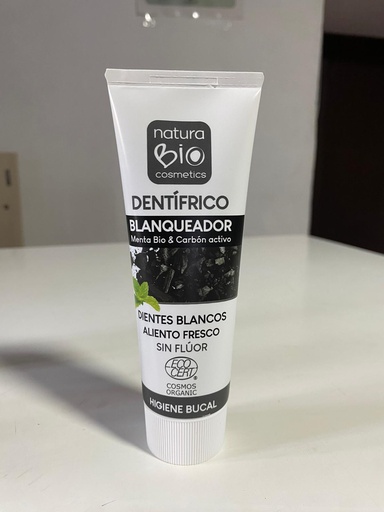 natura
Bio
cosmetics
DENTÍFRICO
BLANQUEADOR
Menta Bio & Carbón activo
DIENTES BLANCOS
ALIENTO FRESCO
SIN FLÚOR
ECO
CERT
COSMOS
ORGANIC
HIGIENE BUCAL